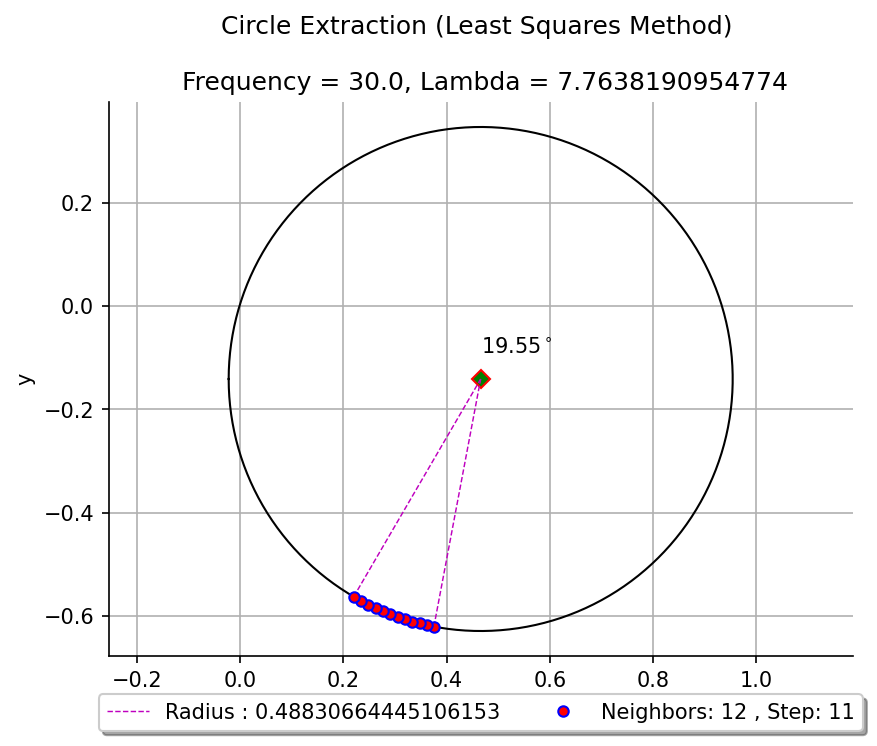 Circle Extraction (Least Squares Method)
Frequency = 30.0, Lambda = 7.7638190954774
0.2
0.0
−0.2
−0.4
−0.6
y
19.55°
−0.2 0.0 0.2 0.4 0.6 0.8 1.0
Radius : 0.48830664445106153 Neighbors: 12 , Step: 11